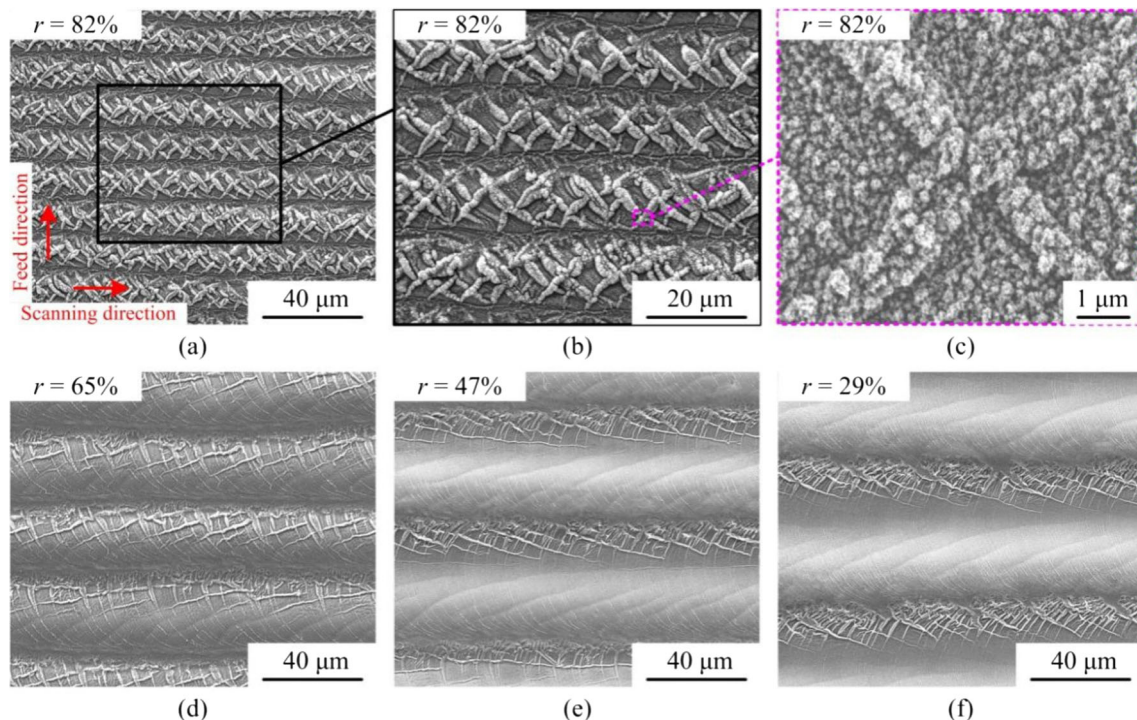 r = 82%
r = 82%
r = 82%
Feed direction
Scanning direction
40 μm
20 μm
1 μm
(a)
(b)
(c)
r = 65%
r = 47%
r = 29%
40 μm
40 μm
40 μm
(d)
(e)
(f)